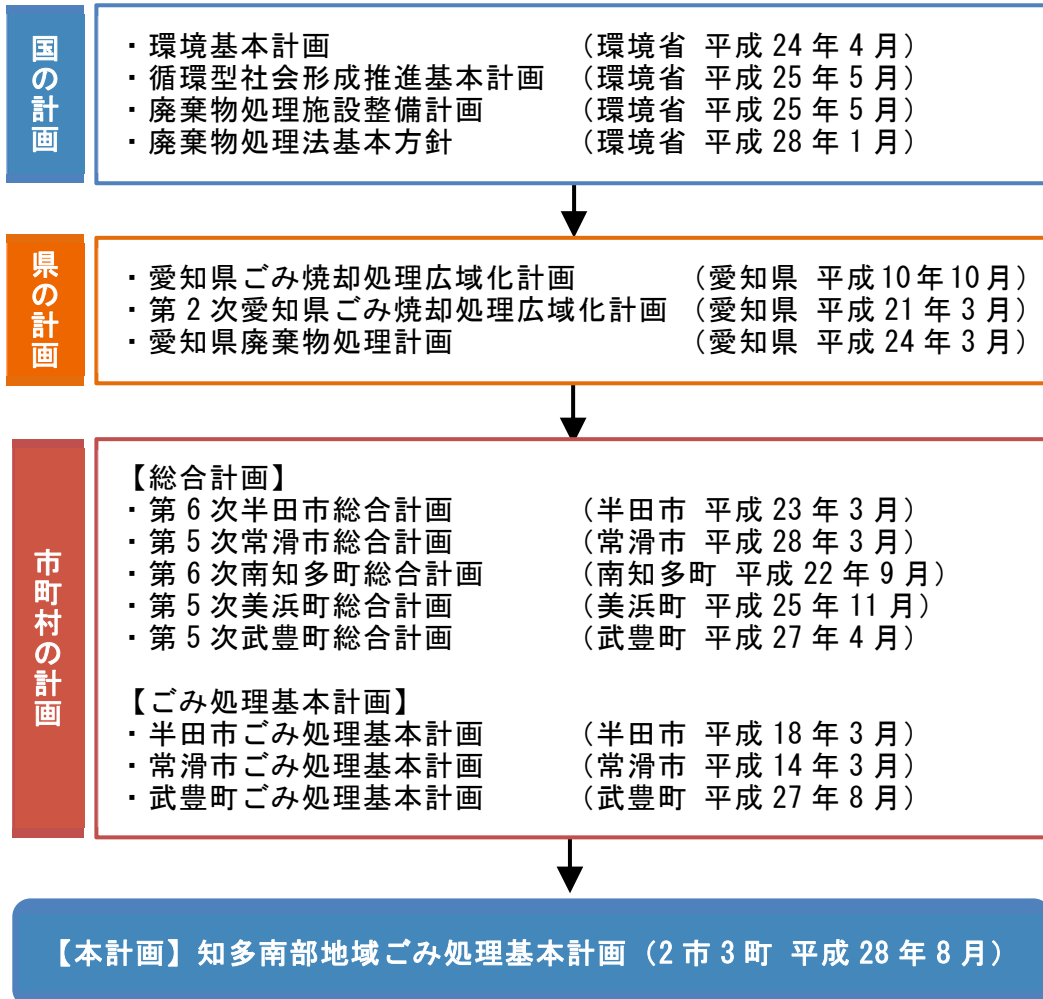 国の計画
・環境基本計画 (環境省 平成 24 年 4 月)
・循環型社会形成推進基本計画 (環境省 平成 25 年 5 月)
・廃棄物処理施設整備計画 (環境省 平成 25 年 5 月)
・廃棄物処理法基本方針 (環境省 平成 28 年 1 月)
県の計画
・愛知県ごみ焼却処理広域化計画 (愛知県 平成 10 年 10 月)
・第 2 次愛知県ごみ焼却処理広域化計画 (愛知県 平成 21 年 3 月)
・愛知県廃棄物処理計画 (愛知県 平成 24 年 3 月)
市町村の計画
【総合計画】
・第 6 次半田市総合計画 (半田市 平成 23 年 3 月)
・第 5 次常滑市総合計画 (常滑市 平成 28 年 3 月)
・第 6 次南知多町総合計画 (南知多町 平成 22 年 9 月)
・第 5 次美浜町総合計画 (美浜町 平成 25 年 11 月)
・第 5 次武豊町総合計画 (武豊町 平成 27 年 4 月)
【ごみ処理基本計画】
・半田市ごみ処理基本計画 (半田市 平成 18 年 3 月)
・常滑市ごみ処理基本計画 (常滑市 平成 14 年 3 月)
・武豊町ごみ処理基本計画 (武豊町 平成 27 年 8 月)
【本計画】知多南部地域ごみ処理基本計画(2 市 3 町 平成 28 年 8 月)